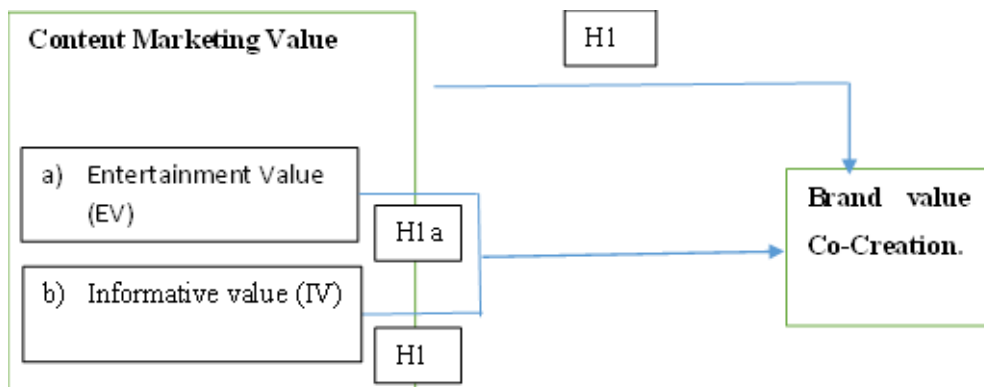 Content Marketing Value
H1
a) Entertainment Value
(EV)
H1a
Brand value
Co-Creation.
b) Informative value (IV)
H1